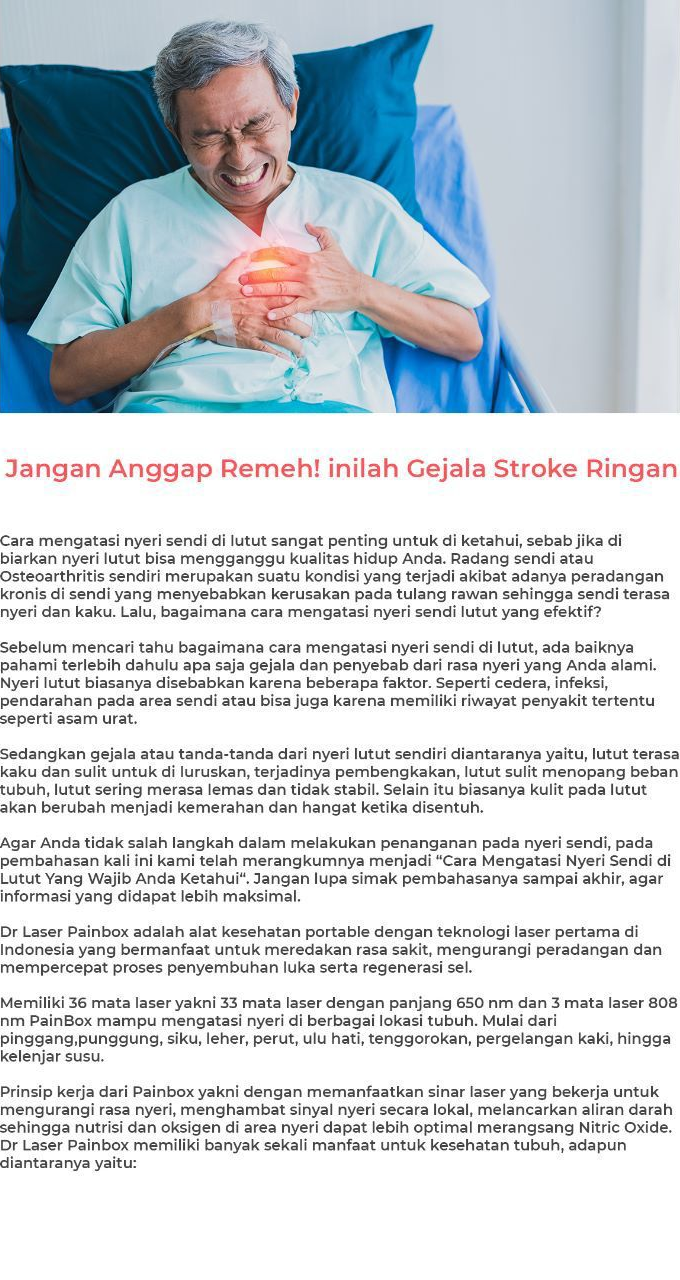 Jangan Anggap Remeh! inilah Gejala Stroke Ringan
Cara mengatasi nyeri sendi di lutut sangat penting untuk di ketahui, sebab jika di
biarkan nyeri lutut bisa mengganggu kualitas hidup Anda. Radang sendi atau
Osteoarthritis sendiri merupakan suatu kondisi yang terjadi akibat adanya peradangan
kronis di sendi yang menyebabkan kerusakan pada tulang rawan sehingga sendi terasa
nyeri dan kaku. Lalu, bagaimana cara mengatasi nyeri sendi lutut yang efektif?
Sebelum mencari tahu bagaimana cara mengatasi nyeri sendi di lutut, ada baiknya
pahami terlebih dahulu apa saja gejala dan penyebab dari rasa nyeri yang Anda alami.
Nyeri lutut biasanya disebabkan karena beberapa faktor. Seperti cedera, infeksi,
pendarahan pada area sendi atau bisa juga karena memiliki riwayat penyakit tertentu
seperti asam urat.
Sedangkan gejala atau tanda-tanda dari nyeri lutut sendiri diantaranya yaitu, lutut terasa
kaku dan sulit untuk di luruskan, terjadinya pembengkakan, lutut sulit menopang beban
tubuh, lutut sering merasa lemas dan tidak stabil. Selain itu biasanya kulit pada lutut
akan berubah menjadi kemerahan dan hangat ketika disentuh.
Agar Anda tidak salah langkah dalam melakukan penanganan pada nyeri sendi, pada
pembahasan kali ini kami telah merangkumnya menjadi “Cara Mengatasi Nyeri Sendi di
Lutut Yang Wajib Anda Ketahui“. Jangan lupa simak pembahasanya sampai akhir, agar
informasi yang didapat lebih maksimal.
Dr Laser Painbox adalah alat kesehatan portable dengan teknologi laser pertama di
Indonesia yang bermanfaat untuk meredakan rasa sakit, mengurangi peradangan dan
mempercepat proses penyembuhan luka serta regenerasi sel.
Memiliki 36 mata laser yakni 33 mata laser dengan panjang 650 nm dan 3 mata laser 808
nm PainBox mampu mengatasi nyeri di berbagai lokasi tubuh. Mulai dari
pinggang,punggung, siku, leher, perut, ulu hati, tenggorokan, pergelangan kaki, hingga
kelenjar susu.
Prinsip kerja dari Painbox yakni dengan memanfaatkan sinar laser yang bekerja untuk
mengurangi rasa nyeri, menghambat sinyal nyeri secara lokal, melancarkan aliran darah
sehingga nutrisi dan oksigen di area nyeri dapat lebih optimal merangsang Nitric Oxide.
Dr Laser Painbox memiliki banyak sekali manfaat untuk kesehatan tubuh, adapun
diantaranya yaitu: